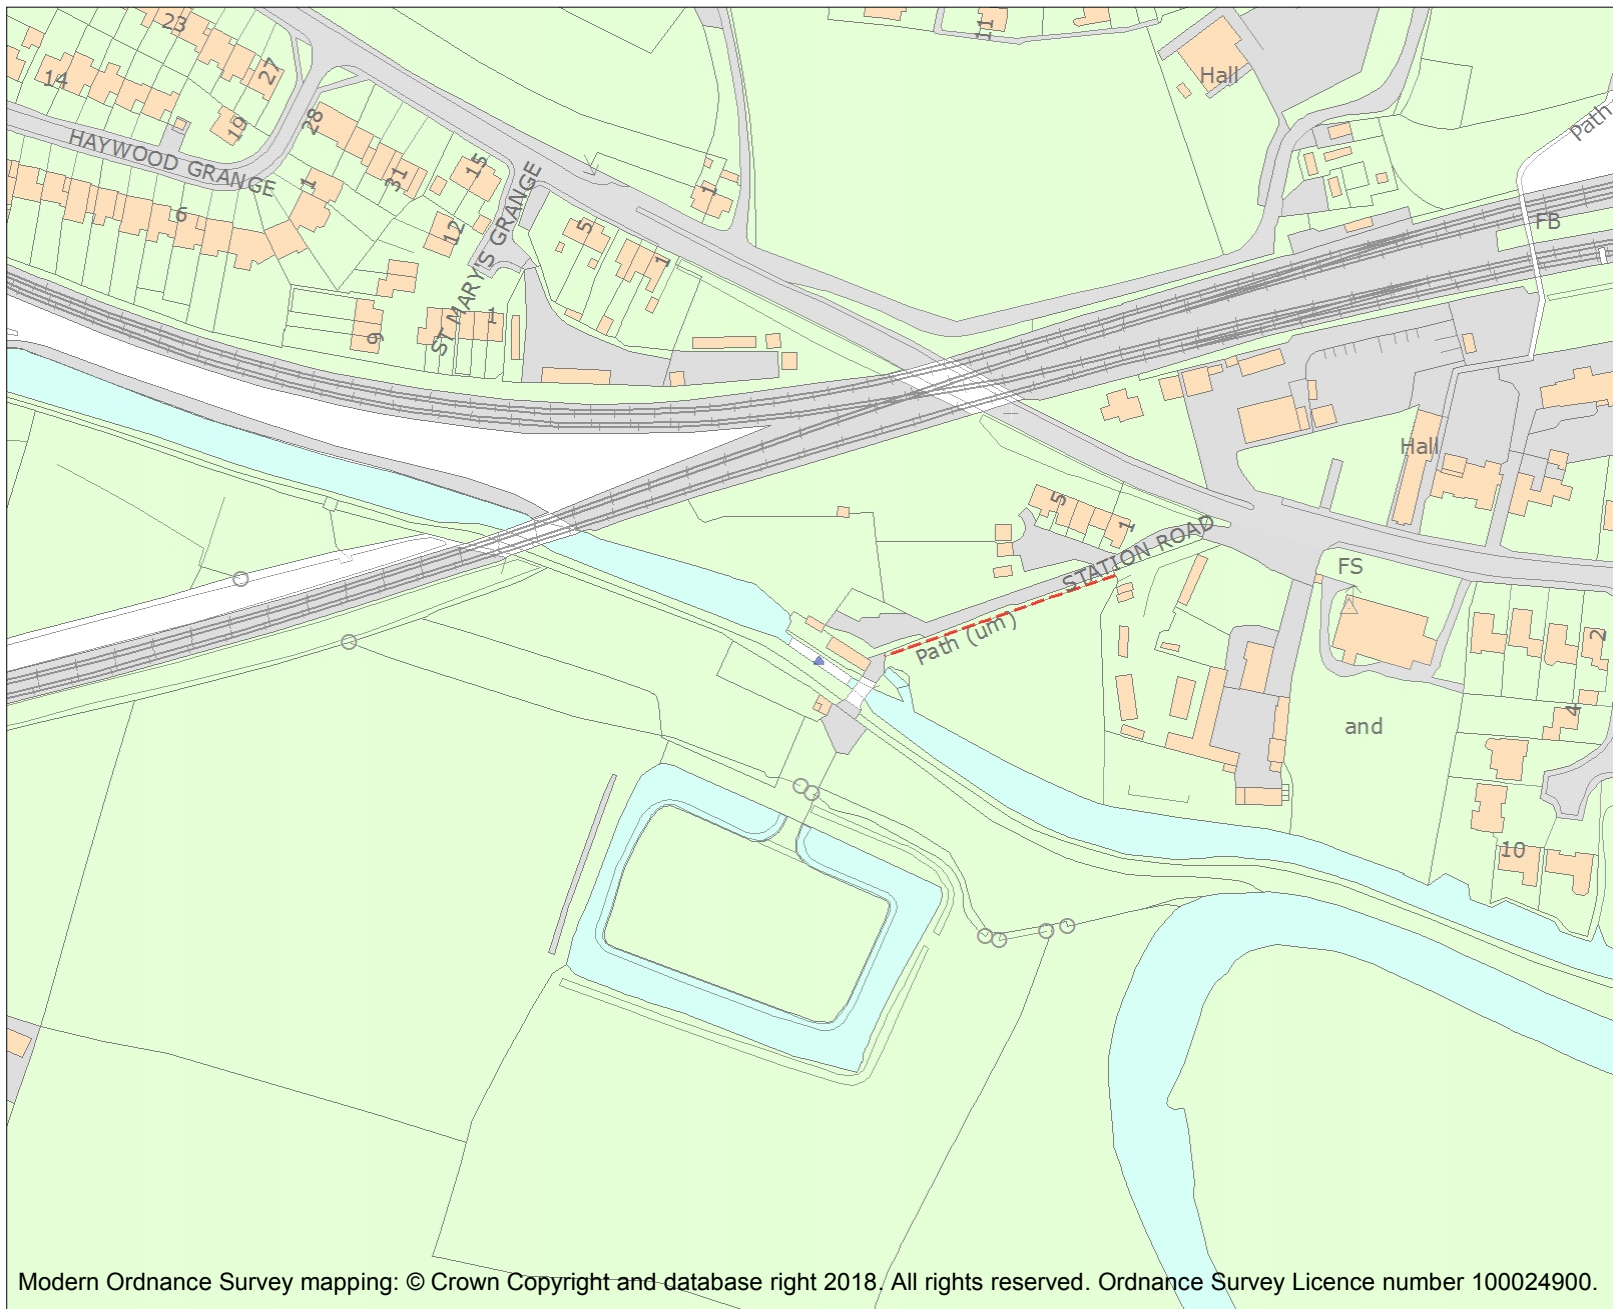 23
11
14
27
Hall
28
19
Path
HAYWOOD GRANGE
1
31
15
1
6
12
5
FB
1
ST MARY'S GRANGE
1
9
Hall
5
1
STATION ROAD
FS
Path (um)
2
4
and
10
Modern Ordnance Survey mapping: © Crown Copyright and database right 2018. All rights reserved. Ordnance Survey Licence number 100024900.